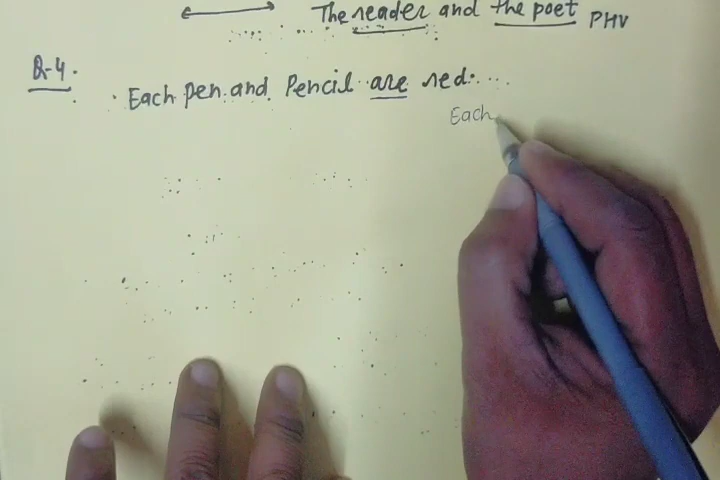 The reader and the poet PHV
Q-4.
Each pen and Pencil are red...
Each